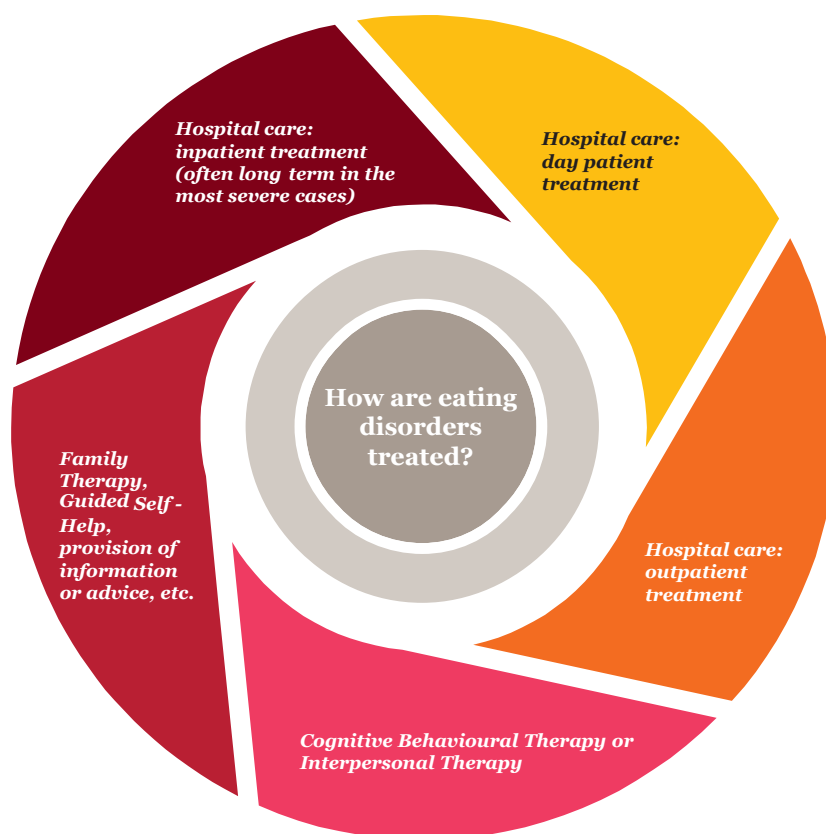 Hospital care:
inpatient treatment
(often long term in the
most severe cases)
Hospital care:
day patient
treatment
How are eating
disorders
treated?
Family
Therapy,
Guided Self -
Help,
provision of
information
or advice, etc.
Hospital care:
outpatient
treatment
Cognitive Behavioural Therapy or
Interpersonal Therapy